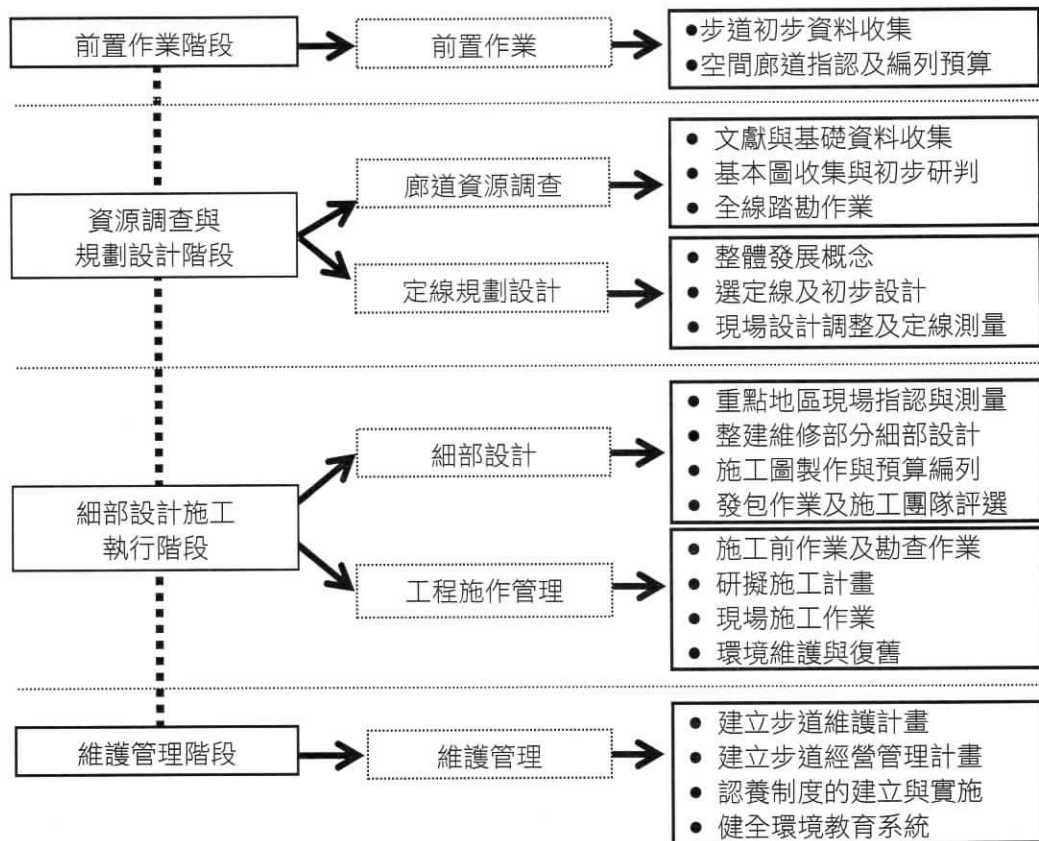 前置作業階段
前置作業
●步道初步資料收集
●空間廊道指認及編列預算
資源調查與
規劃設計階段
廊道資源調查
● 文獻與基礎資料收集
● 基本圖收集與初步研判
● 全線踏勘作業
定線規劃設計
● 整體發展概念
● 選定線及初步設計
● 現場設計調整及定線測量
細部設計施工
執行階段
細部設計
● 重點地區現場指認與測量
● 整建維修部分細部設計
● 施工圖製作與預算編列
● 發包作業及施工團隊評選
工程施作管理
● 施工前作業及勘查作業
● 研擬施工計畫
● 現場施工作業
● 環境維護與復舊
維護管理階段
維護管理
● 建立步道維護計畫
● 建立步道經營管理計畫
● 認養制度的建立與實施
● 健全環境教育系統